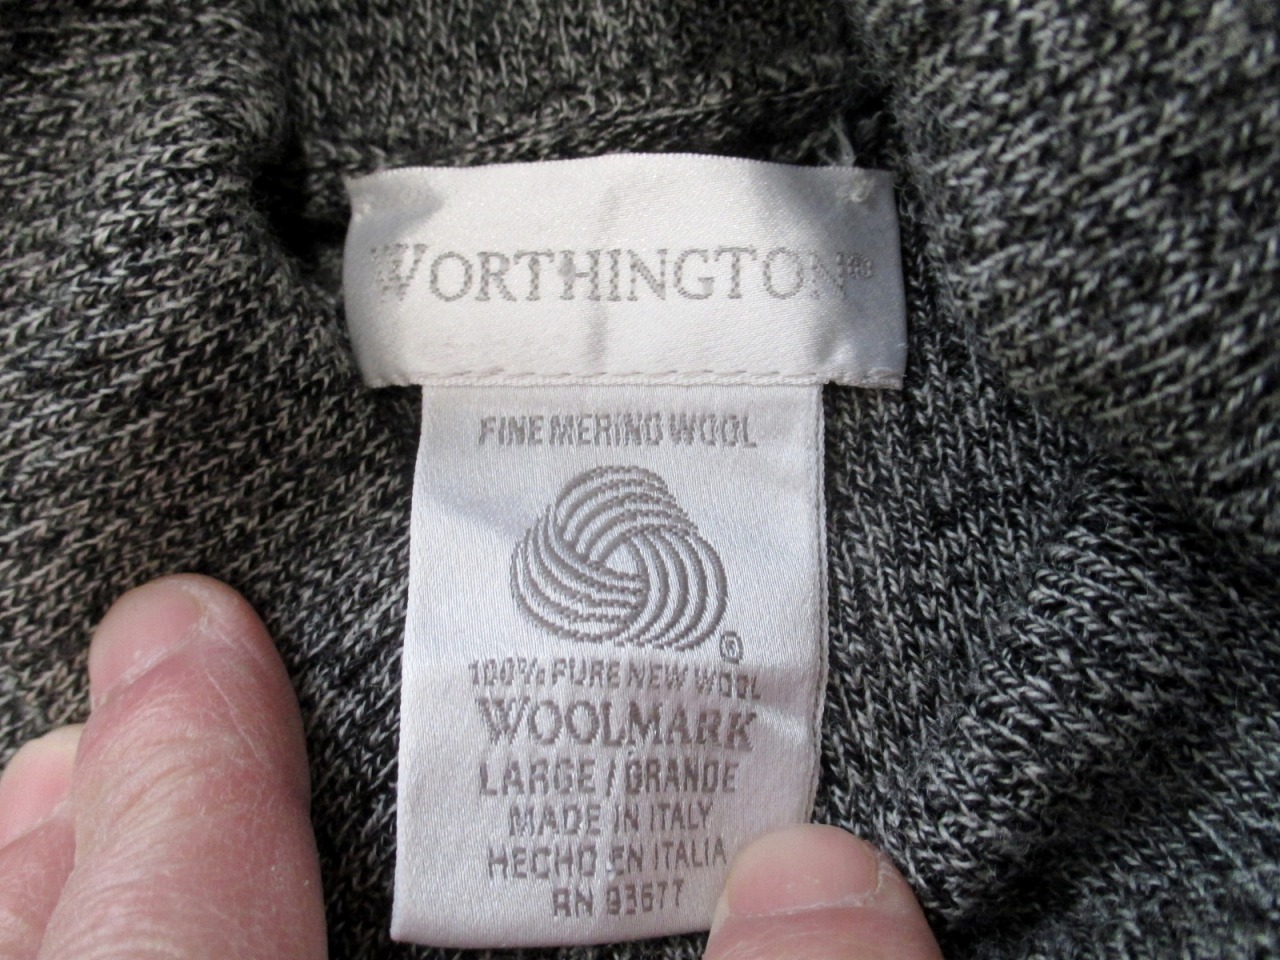 WORTHINGTON®
FINE MERINO WOOL
®
100% PURE NEW WOOL
WOOLMARK
LARGE / GRANDE
MADE IN ITALY
HECHO EN ITALIA
RN 93677